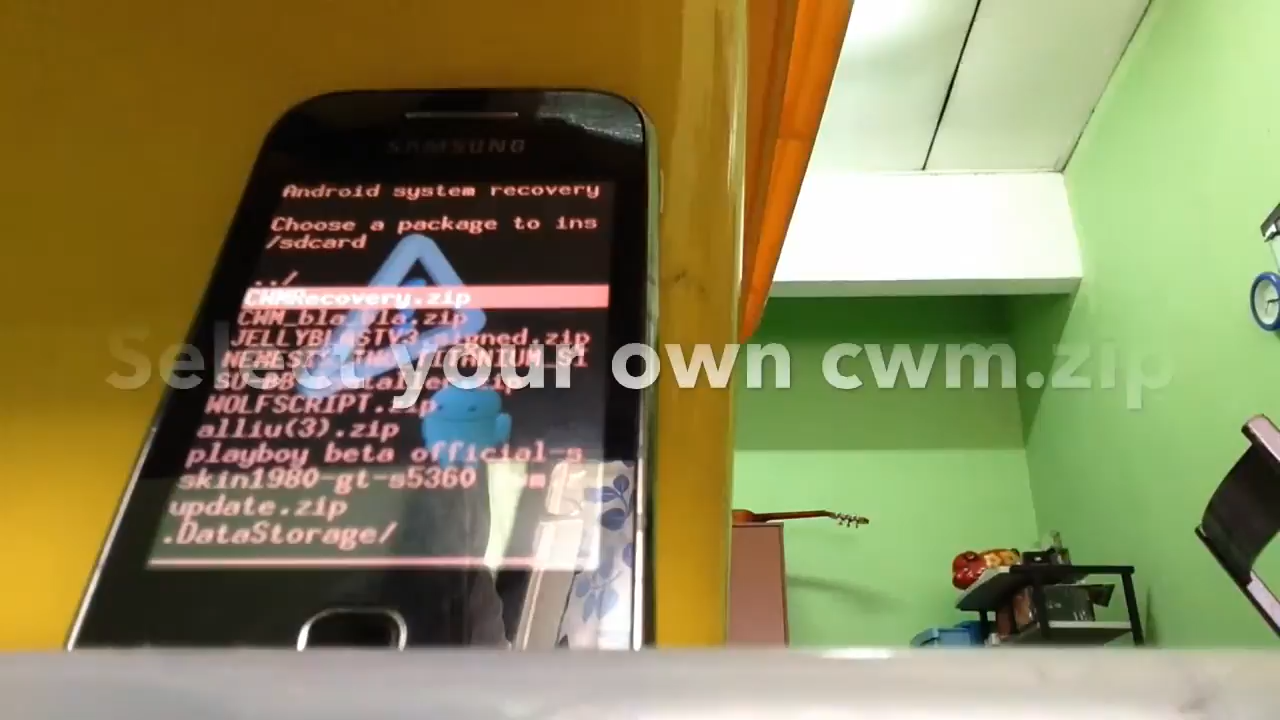 SAMSUNG
Android system recovery
Choose a package to ins
/sdcard
../
CWMRecovery.zip
CWM_bla_bla.zip
JELLYBLASTV3_signed.zip
Select your own cwm.zip
WOLFSCRIPT.zip
alliu(3).zip
playboy beta official-s
skin1980-gt-s5360
update.zip
.DataStorage/